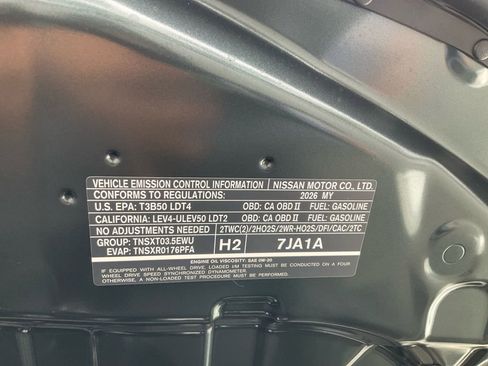 VEHICLE EMISSION CONTROL INFORMATION NISSAN MOTOR CO., LTD.
CONFORMS TO REGULATIONS: 2026 MY
U.S. EPA: T3B50 LDT4 OBD: CA OBD II FUEL: GASOLINE
CALIFORNIA: LEV4-ULEV50 LDT2 OBD: CA OBD II FUEL: GASOLINE
NO ADJUSTMENTS NEEDED 2TWC(2)/2HO2S/2WR-HO2S/DFI/CAC/2TC
GROUP: TNSXT03.5EWU
EVAP: TNSXR0176PFA
H2 7JA1A
ENGINE OIL VISCOSITY: SAE 0W-20
IF EQUIPPED WITH ALL-WHEEL DRIVE, LOADED I/M TESTING MUST BE CONDUCTED ON A FOUR WHEEL
DRIVE SPEED SYNCHRONIZED DYNAMOMETER.
OTHERWISE, A NON-LOADED I/M TEST MUST BE CONDUCTED.